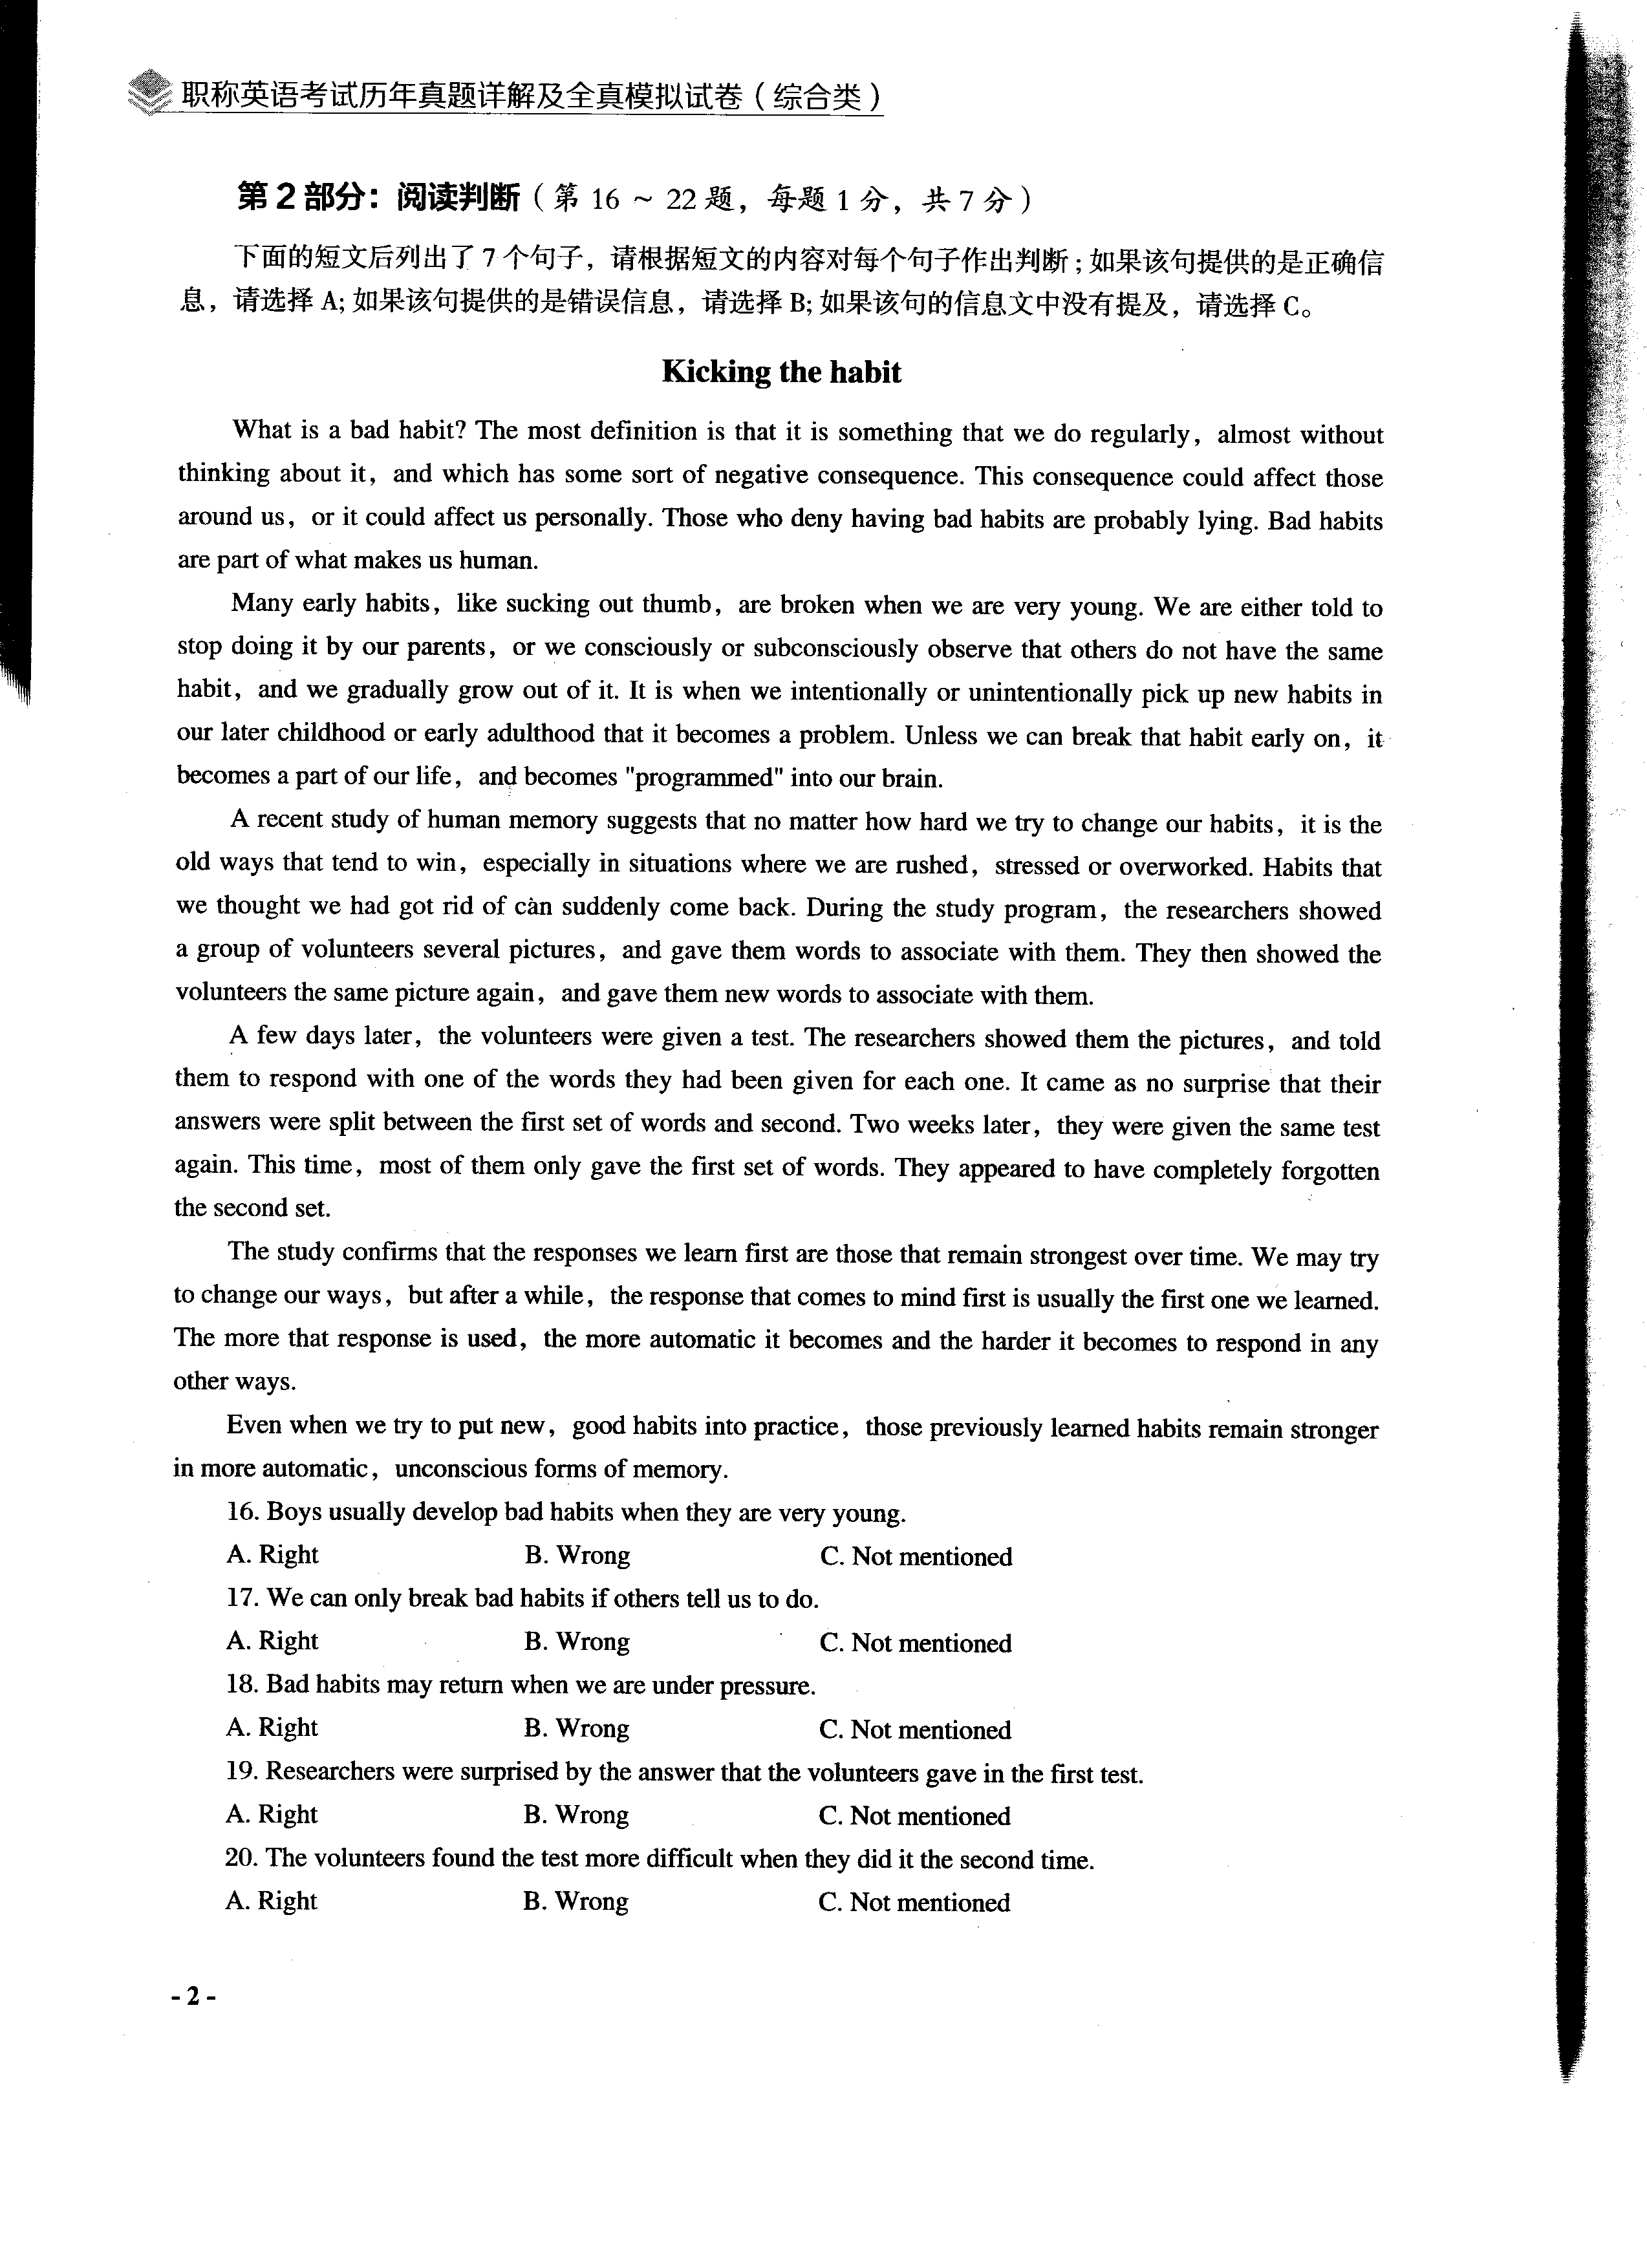 职称英语考试历年真题详解及全真模拟试卷（综合类）
第2部分：阅读判断（第 16 ~ 22 题，每题 1 分，共 7 分）
下面的短文后列出了 7 个句子，请根据短文的内容对每个句子作出判断；如果该句提供的是正确信
息，请选择 A; 如果该句提供的是错误信息，请选择 B; 如果该句的信息文中没有提及，请选择 C。
Kicking the habit
What is a bad habit? The most definition is that it is something that we do regularly，almost without
thinking about it，and which has some sort of negative consequence. This consequence could affect those
around us，or it could affect us personally. Those who deny having bad habits are probably lying. Bad habits
are part of what makes us human.
Many early habits，like sucking out thumb，are broken when we are very young. We are either told to
stop doing it by our parents，or we consciously or subconsciously observe that others do not have the same
habit，and we gradually grow out of it. It is when we intentionally or unintentionally pick up new habits in
our later childhood or early adulthood that it becomes a problem. Unless we can break that habit early on，it
becomes a part of our life，and becomes "programmed" into our brain.
A recent study of human memory suggests that no matter how hard we try to change our habits，it is the
old ways that tend to win，especially in situations where we are rushed，stressed or overworked. Habits that
we thought we had got rid of can suddenly come back. During the study program，the researchers showed
a group of volunteers several pictures，and gave them words to associate with them. They then showed the
volunteers the same picture again，and gave them new words to associate with them.
A few days later，the volunteers were given a test. The researchers showed them the pictures，and told
them to respond with one of the words they had been given for each one. It came as no surprise that their
answers were split between the first set of words and second. Two weeks later，they were given the same test
again. This time，most of them only gave the first set of words. They appeared to have completely forgotten
the second set.
The study confirms that the responses we learn first are those that remain strongest over time. We may try
to change our ways，but after a while，the response that comes to mind first is usually the first one we learned.
The more that response is used，the more automatic it becomes and the harder it becomes to respond in any
other ways.
Even when we try to put new，good habits into practice，those previously learned habits remain stronger
in more automatic，unconscious forms of memory.
16. Boys usually develop bad habits when they are very young.
A. Right B. Wrong C. Not mentioned
17. We can only break bad habits if others tell us to do.
A. Right B. Wrong C. Not mentioned
18. Bad habits may return when we are under pressure.
A. Right B. Wrong C. Not mentioned
19. Researchers were surprised by the answer that the volunteers gave in the first test.
A. Right B. Wrong C. Not mentioned
20. The volunteers found the test more difficult when they did it the second time.
A. Right B. Wrong C. Not mentioned
- 2 -